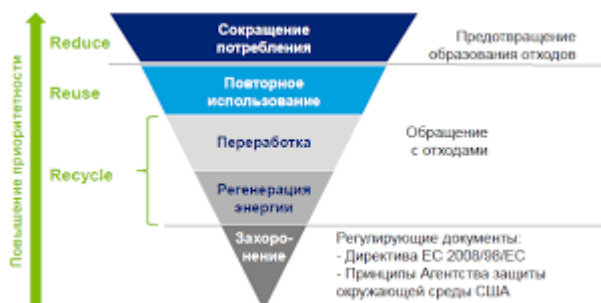 Повышение приоритетности
Reduce
Сокращение
потребления
Предотвращение
образования отходов
Reuse
Повторное
использование
Recycle
Переработка
Обращение
с отходами
Регенерация
энергии
Захоро-
нение
Регулирующие документы:
- Директива ЕС 2008/98/ЕС
- Принципы Агентства защиты
окружающей среды США